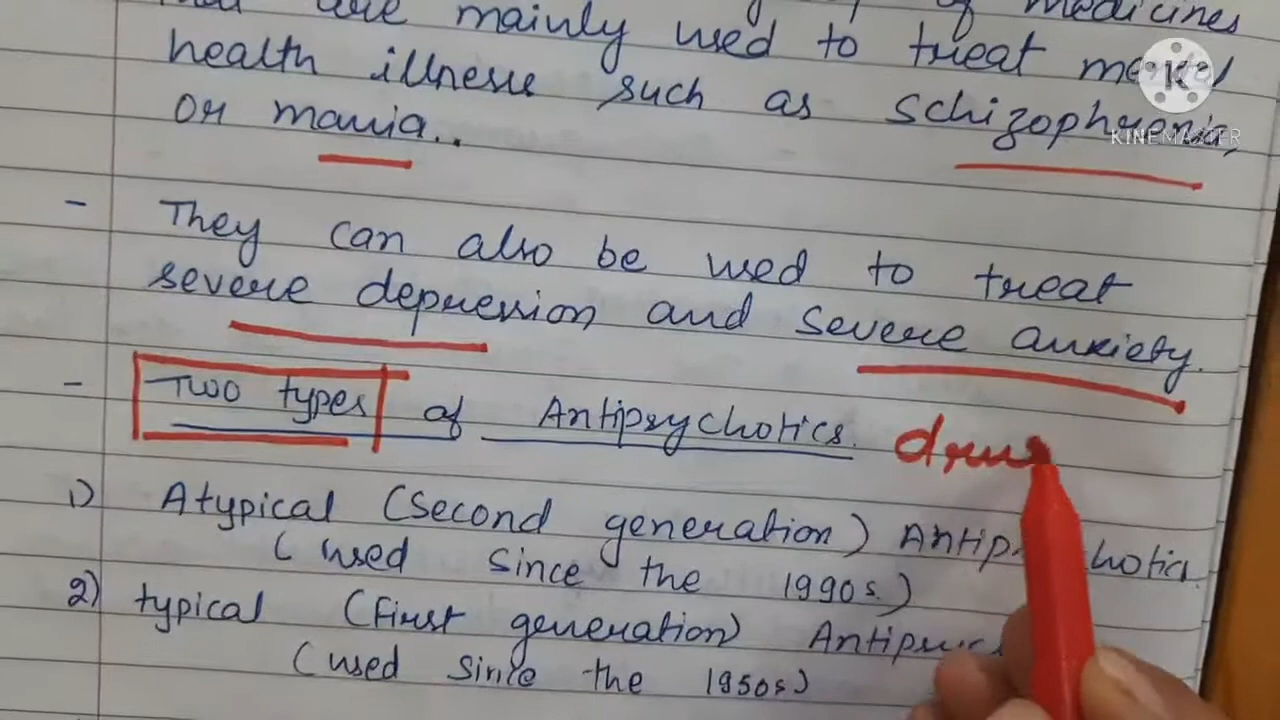 are mainly used to treat mental
health illness such as schizophrenia,
or mania..
- They can also be used to treat
severe depression and severe anxiety.
- Two types of Antipsychotics. drug
1) Atypical (second generation) Antipsychotics.
(used since the 1990s.)
2) typical (first generation)
(used since the 1950s)
KINEMASTER